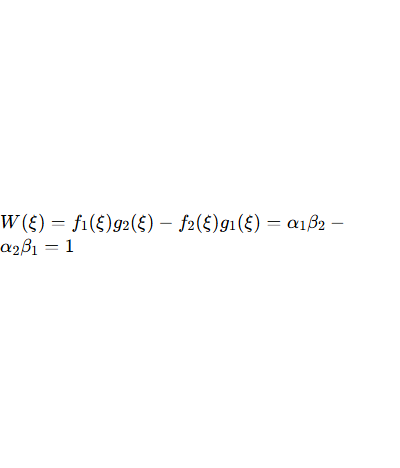 W(ξ) = f₁(ξ)g₂(ξ) − f₂(ξ)g₁(ξ) = α₁β₂ −
α₂β₁ = 1